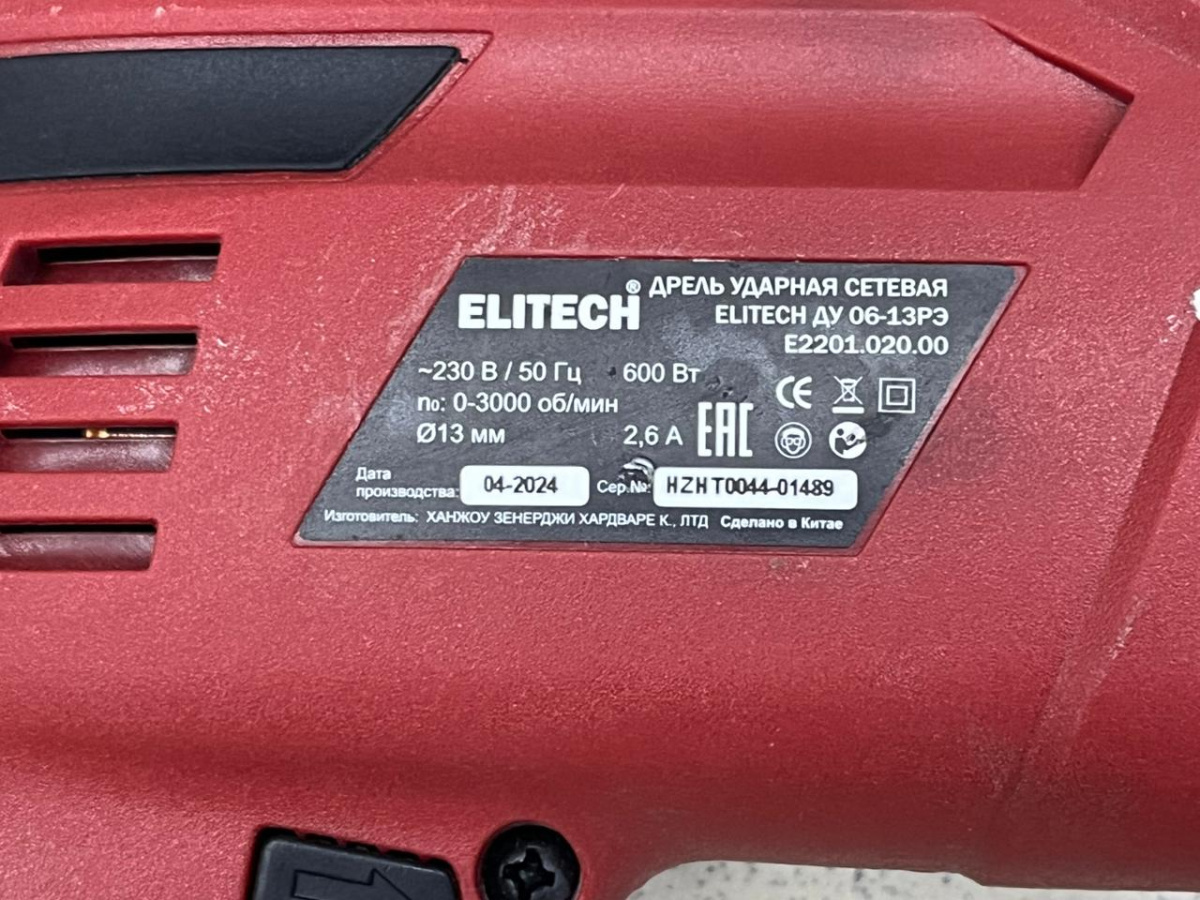 ELITECH® ДРЕЛЬ УДАРНАЯ СЕТЕВАЯ
ELITECH ДУ 06-13РЭ
E2201.020.00
~230 В / 50 Гц 600 Вт
n₀: 0-3000 об/мин
Ø13 мм 2,6 А EAC CE
Дата
производства: 04-2024 Сер.№: HZHT0044-01489
Изготовитель: ХАНЖОУ ЗЕНЕРДЖИ ХАРДВАРЕ К., ЛТД Сделано в Китае